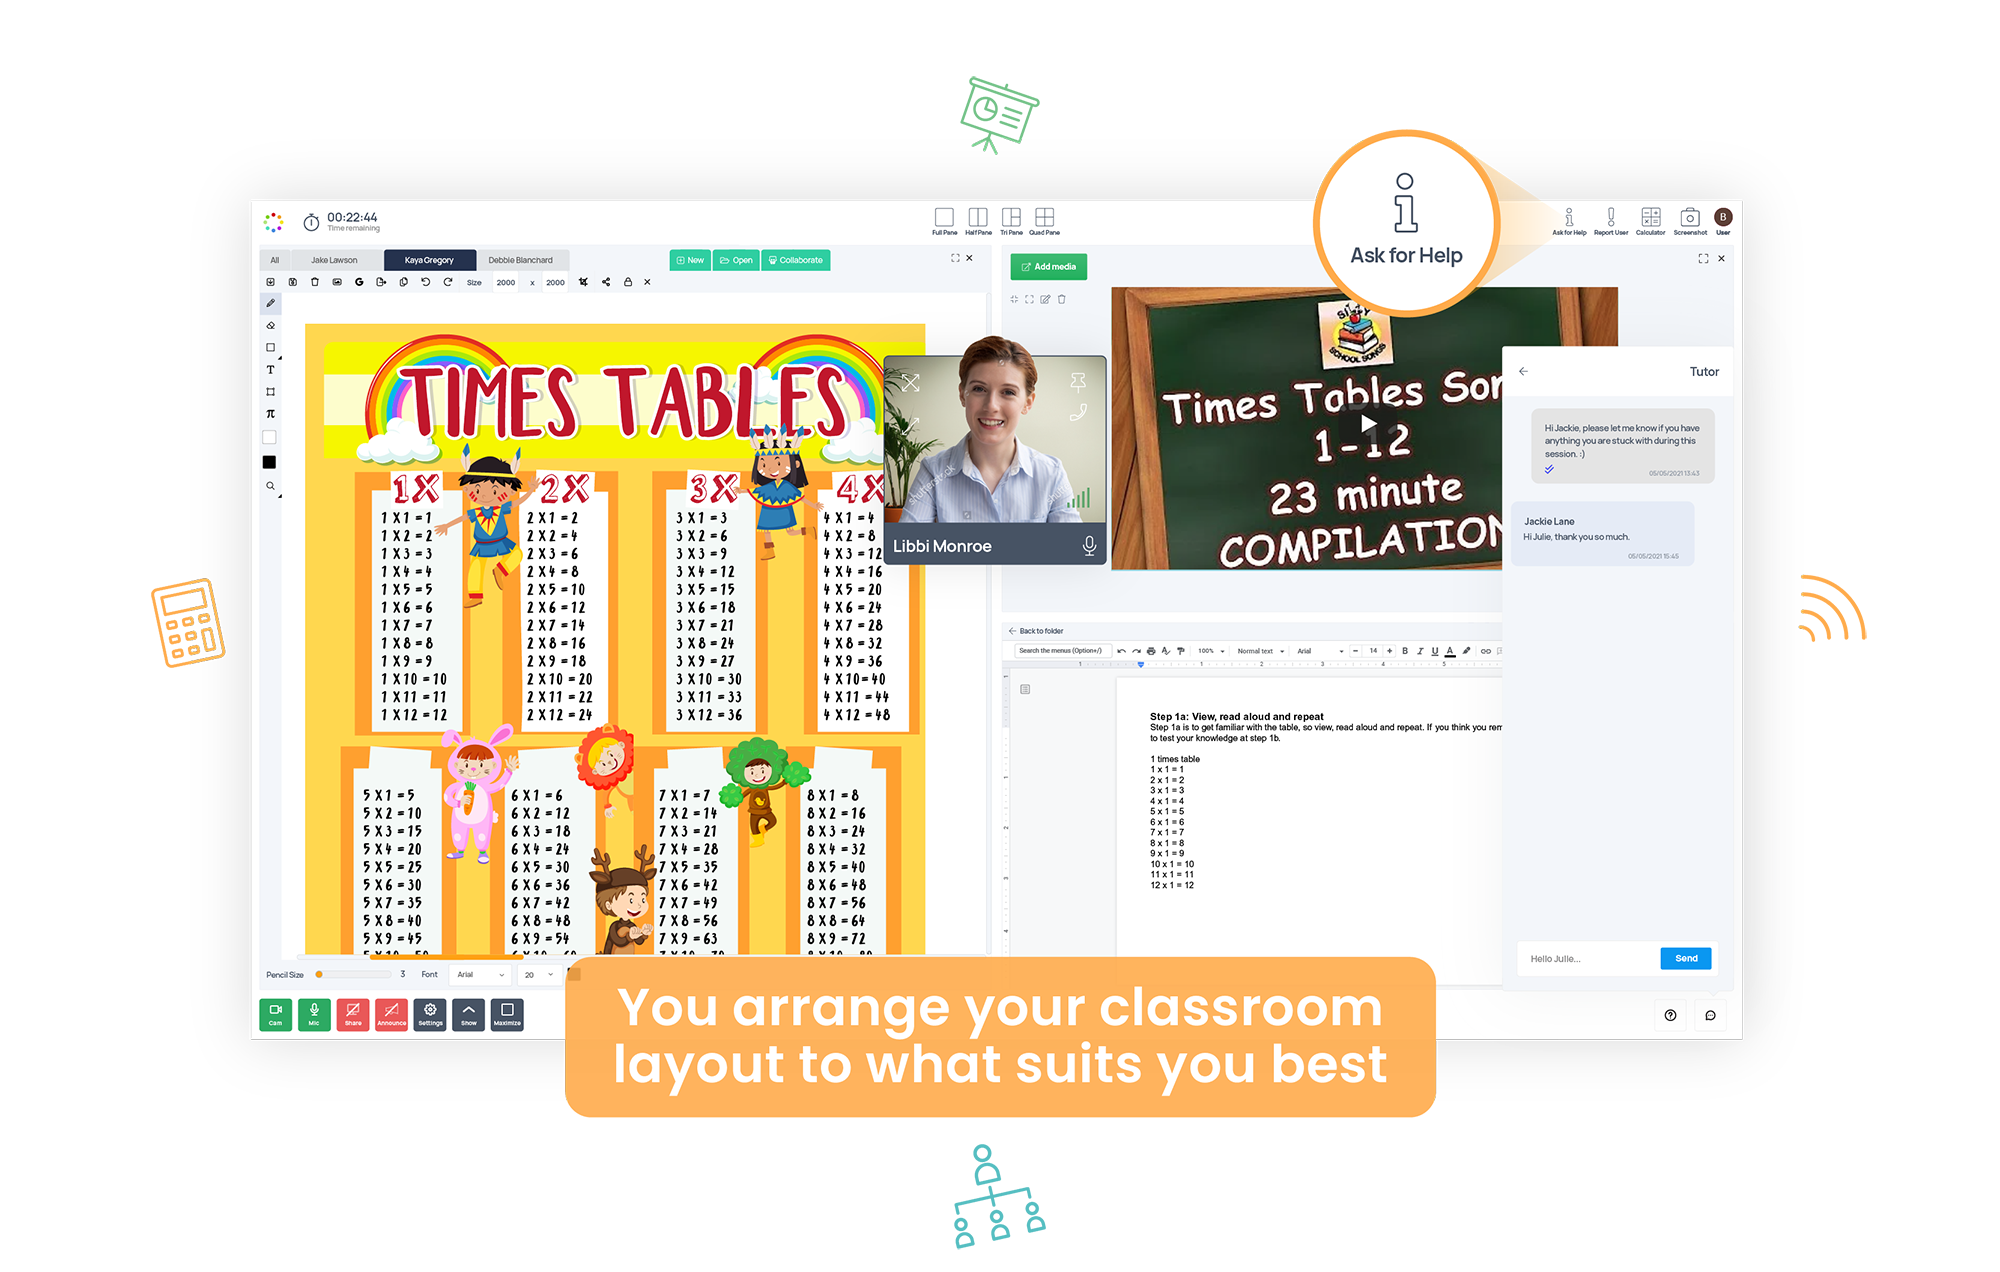 00:22:44
Time remaining
Full Pane
Half Pane
Tri Pane
Quad Pane
Ask for Help
Ask for Help
Report User
Calculator
Screenshot
B
User
All
Jake Lawson
Kaya Gregory
Debbie Blanchard
New
Open
Collaborate
Size
2000
x
2000
T
π
TIMES TABLES
1X
1 X 1 = 1
1 X 2 = 2
1 X 3 = 3
1 X 4 = 4
1 X 5 = 5
1 X 6 = 6
1 X 7 = 7
1 X 8 = 8
1 X 9 = 9
1 X 10 = 10
1 X 11 = 11
1 X 12 = 12
2X
2 X 1 = 2
2 X 2 = 4
2 X 3 = 6
2 X 4 = 8
2 X 5 = 10
2 X 6 = 12
2 X 7 = 14
2 X 8 = 16
2 X 9 = 18
2 X 10 = 20
2 X 11 = 22
2 X 12 = 24
3X
3 X 1 = 3
3 X 2 = 6
3 X 3 = 9
3 X 4 = 12
3 X 5 = 15
3 X 6 = 18
3 X 7 = 21
3 X 8 = 24
3 X 9 = 27
3 X 10 = 30
3 X 11 = 33
3 X 12 = 36
4X
4 X 1 = 4
4 X 2 = 8
4 X 3 = 12
4 X 4 = 16
4 X 5 = 20
4 X 6 = 24
4 X 7 = 28
4 X 8 = 32
4 X 9 = 36
4 X 10 = 40
4 X 11 = 44
4 X 12 = 48
5 X 1 = 5
5 X 2 = 10
5 X 3 = 15
5 X 4 = 20
5 X 5 = 25
5 X 6 = 30
5 X 7 = 35
5 X 8 = 40
5 X 9 = 45
6 X 1 = 6
6 X 2 = 12
6 X 3 = 18
6 X 4 = 24
6 X 5 = 30
6 X 6 = 36
6 X 7 = 42
6 X 8 = 48
6 X 9 = 54
7 X 1 = 7
7 X 2 = 14
7 X 3 = 21
7 X 4 = 28
7 X 5 = 35
7 X 6 = 42
7 X 7 = 49
7 X 8 = 56
7 X 9 = 63
8 X 1 = 8
8 X 2 = 16
8 X 3 = 24
8 X 4 = 32
8 X 5 = 40
8 X 6 = 48
8 X 7 = 56
8 X 8 = 64
8 X 9 = 72
Pencil Size
3
Font
Arial
20
Cam
Mic
Share
Announce
Settings
Show
Maximize
Libbi Monroe
Add media
SCHOOL SONGS
Times Tables Son
1-12
23 minute
COMPILATION
Back to folder
Search the menus (Option+/)
100%
Normal text
Arial
14
B I U A
Step 1a: View, read aloud and repeat
Step 1a is to get familiar with the table, so view, read aloud and repeat. If you think you rem
to test your knowledge at step 1b.
1 times table
1 x 1 = 1
2 x 1 = 2
3 x 1 = 3
4 x 1 = 4
5 x 1 = 5
6 x 1 = 6
7 x 1 = 7
8 x 1 = 8
9 x 1 = 9
10 x 1 = 10
11 x 1 = 11
12 x 1 = 12
Tutor
Hi Jackie, please let me know if you have
anything you are stuck with during this
session. :)
05/05/2021 13:43
Jackie Lane
Hi Julie, thank you so much.
05/05/2021 15:45
Hello Julie...
Send
You arrange your classroom
layout to what suits you best